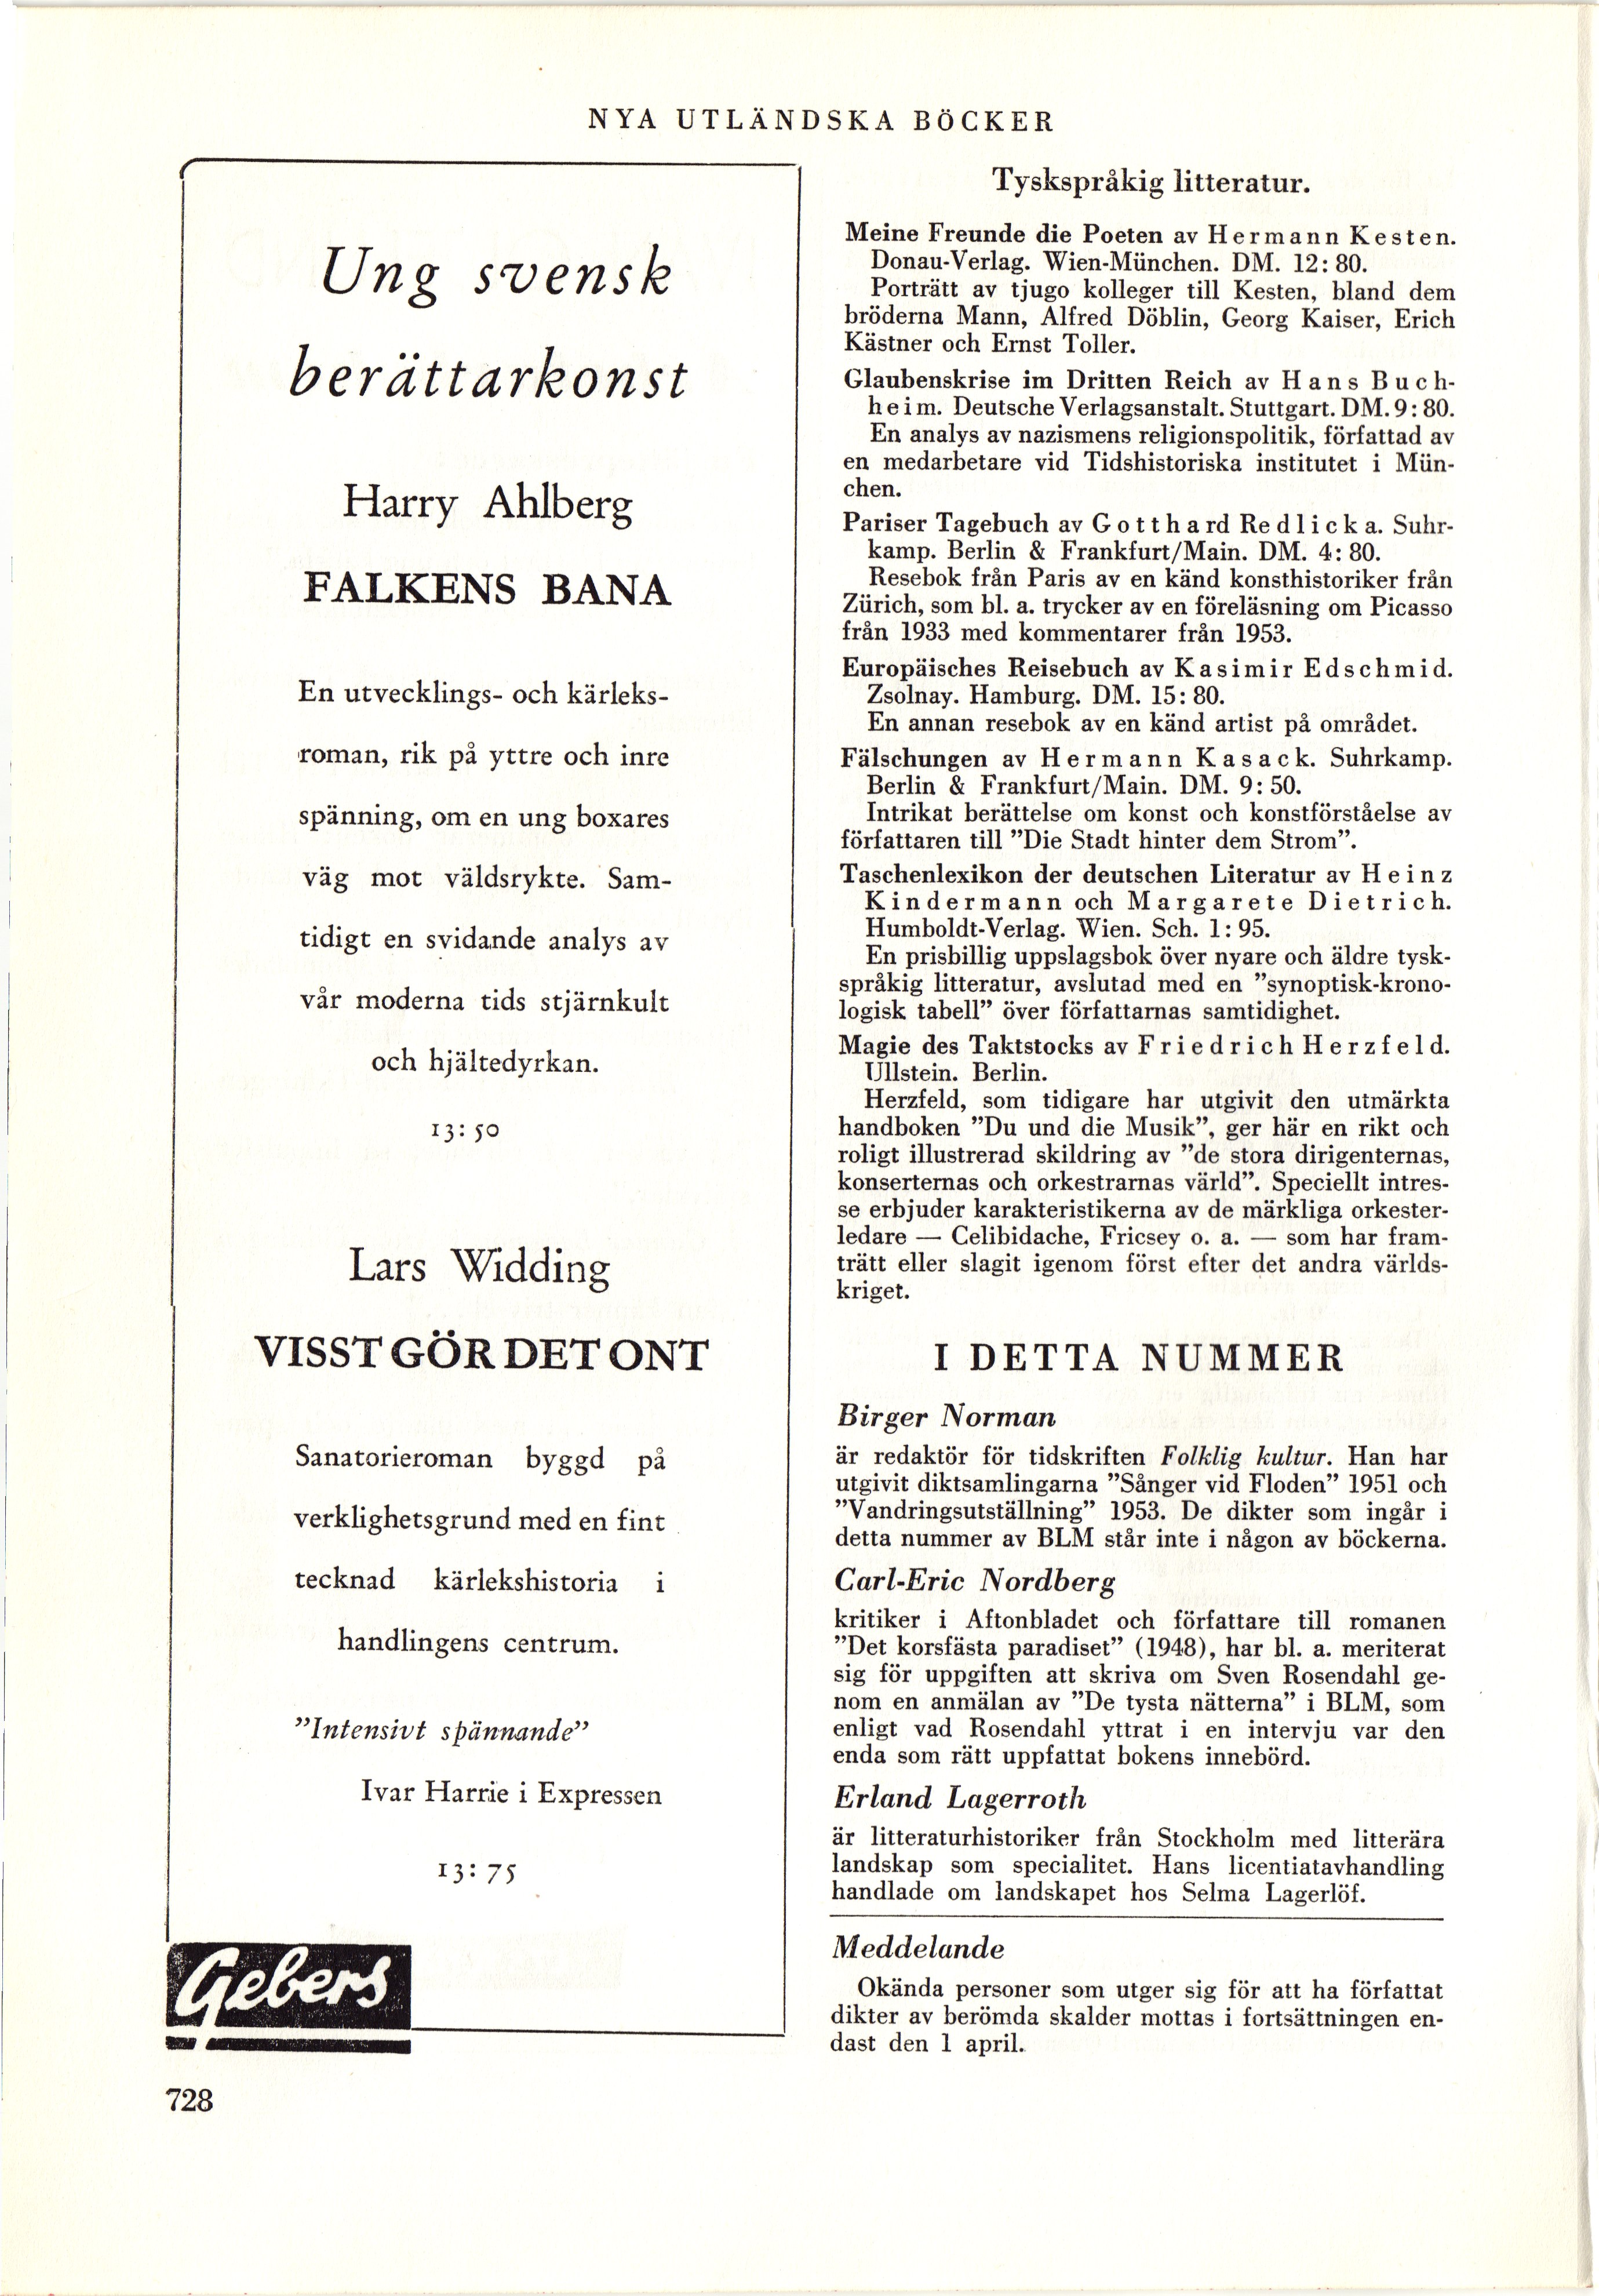 NYA UTLÄNDSKA BÖCKER
Ung svensk
berättarkonst
Harry Ahlberg
FALKENS BANA
En utvecklings- och kärleks-
roman, rik på yttre och inre
spänning, om en ung boxares
väg mot väldsrykte. Sam-
tidigt en svidande analys av
vår moderna tids stjärnkult
och hjältedyrkan.
13: 50
Lars Widding
VISST GÖR DET ONT
Sanatorieroman byggd på
verklighetsgrund med en fint
tecknad kärlekshistoria i
handlingens centrum.
”Intensivt spännande”
Ivar Harrie i Expressen
13: 75
Gebers
Tyskspråkig litteratur.
Meine Freunde die Poeten av Hermann Kesten.
Donau-Verlag. Wien-München. DM. 12: 80.
Porträtt av tjugo kolleger till Kesten, bland dem
bröderna Mann, Alfred Döblin, Georg Kaiser, Erich
Kästner och Ernst Toller.
Glaubenskrise im Dritten Reich av Hans Buch-
heim. Deutsche Verlagsanstalt. Stuttgart. DM. 9: 80.
En analys av nazismens religionspolitik, författad av
en medarbetare vid Tidshistoriska institutet i Mün-
chen.
Pariser Tagebuch av Gotthard Redlicka. Suhr-
kamp. Berlin & Frankfurt/Main. DM. 4: 80.
Resebok från Paris av en känd konsthistoriker från
Zürich, som bl. a. trycker av en föreläsning om Picasso
från 1933 med kommentarer från 1953.
Europäisches Reisebuch av Kasimir Edschmid.
Zsolnay. Hamburg. DM. 15: 80.
En annan resebok av en känd artist på området.
Fälschungen av Hermann Kasack. Suhrkamp.
Berlin & Frankfurt/Main. DM. 9: 50.
Intrikat berättelse om konst och konstförståelse av
författaren till ”Die Stadt hinter dem Strom”.
Taschenlexikon der deutschen Literatur av Heinz
Kindermann och Margarete Dietrich.
Humboldt-Verlag. Wien. Sch. 1: 95.
En prisbillig uppslagsbok över nyare och äldre tysk-
språkig litteratur, avslutad med en ”synoptisk-krono-
logisk tabell” över författarnas samtidighet.
Magie des Taktstocks av Friedrich Herzfeld.
Ullstein. Berlin.
Herzfeld, som tidigare har utgivit den utmärkta
handboken ”Du und die Musik”, ger här en rikt och
roligt illustrerad skildring av ”de stora dirigenternas,
konserternas och orkestrarnas värld”. Speciellt intres-
se erbjuder karakteristikerna av de märkliga orkester-
ledare — Celibidache, Fricsey o. a. — som har fram-
trätt eller slagit igenom först efter det andra världs-
kriget.
I DETTA NUMMER
Birger Norman
är redaktör för tidskriften Folklig kultur. Han har
utgivit diktsamlingarna ”Sånger vid Floden” 1951 och
”Vandringsutställning” 1953. De dikter som ingår i
detta nummer av BLM står inte i någon av böckerna.
Carl-Eric Nordberg
kritiker i Aftonbladet och författare till romanen
”Det korsfästa paradiset” (1948), har bl. a. meriterat
sig för uppgiften att skriva om Sven Rosendahl ge-
nom en anmälan av ”De tysta nätterna” i BLM, som
enligt vad Rosendahl yttrat i en intervju var den
enda som rätt uppfattat bokens innebörd.
Erland Lagerroth
är litteraturhistoriker från Stockholm med litterära
landskap som specialitet. Hans licentiatavhandling
handlade om landskapet hos Selma Lagerlöf.
Meddelande
Okända personer som utger sig för att ha författat
dikter av berömda skalder mottas i fortsättningen en-
dast den 1 april.
728